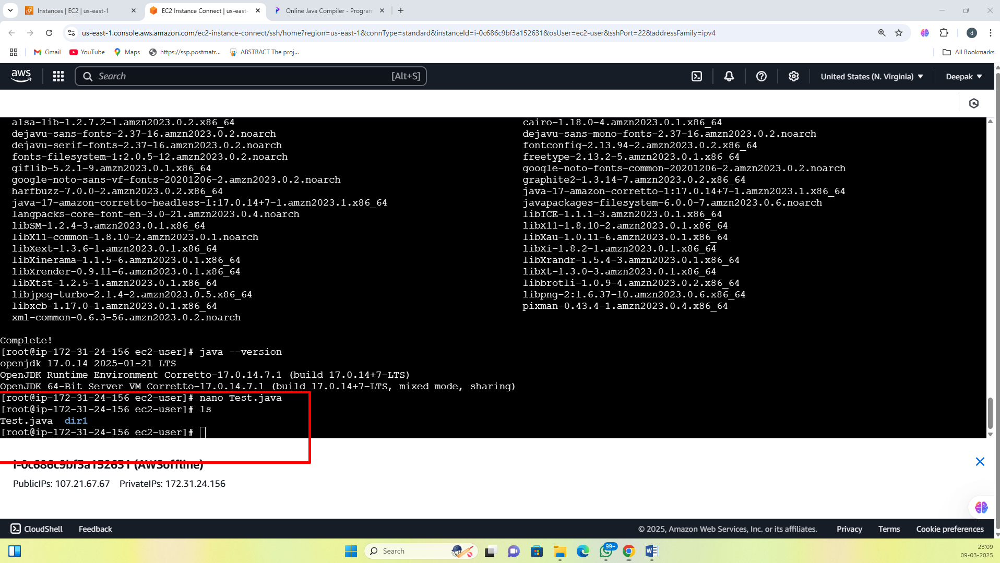 Instances | EC2 | us-east-1
EC2 Instance Connect | us-east-
Online Java Compiler - Program
us-east-1.console.aws.amazon.com/ec2-instance-connect/ssh/home?region=us-east-1&connType=standard&instanceId=i-0c686c9bf3a152631&osUser=ec2-user&sshPort=22&addressFamily=ipv4
d
Gmail
YouTube
Maps
https://ssp.postmatr...
ABSTRACT The proj...
All Bookmarks
aws
Search
[Alt+S]
United States (N. Virginia)
Deepak
alsa-lib-1.2.7.2-1.amzn2023.0.2.x86_64 cairo-1.18.0-4.amzn2023.0.1.x86_64
dejavu-sans-fonts-2.37-16.amzn2023.0.2.noarch dejavu-sans-mono-fonts-2.37-16.amzn2023.0.2.noarch
dejavu-serif-fonts-2.37-16.amzn2023.0.2.noarch fontconfig-2.13.94-2.amzn2023.0.2.x86_64
fonts-filesystem-1:2.0.5-12.amzn2023.0.2.noarch freetype-2.13.2-5.amzn2023.0.1.x86_64
giflib-5.2.1-9.amzn2023.0.1.x86_64 google-noto-fonts-common-20201206-2.amzn2023.0.2.noarch
google-noto-sans-vf-fonts-20201206-2.amzn2023.0.2.noarch graphite2-1.3.14-7.amzn2023.0.2.x86_64
harfbuzz-7.0.0-2.amzn2023.0.2.x86_64 java-17-amazon-corretto-1:17.0.14+7-1.amzn2023.1.x86_64
java-17-amazon-corretto-headless-1:17.0.14+7-1.amzn2023.1.x86_64 javapackages-filesystem-6.0.0-7.amzn2023.0.6.noarch
langpacks-core-font-en-3.0-21.amzn2023.0.4.noarch libICE-1.1.1-3.amzn2023.0.1.x86_64
libSM-1.2.4-3.amzn2023.0.1.x86_64 libX11-1.8.10-2.amzn2023.0.1.x86_64
libX11-common-1.8.10-2.amzn2023.0.1.noarch libXau-1.0.11-6.amzn2023.0.1.x86_64
libXext-1.3.6-1.amzn2023.0.1.x86_64 libXi-1.8.2-1.amzn2023.0.1.x86_64
libXinerama-1.1.5-6.amzn2023.0.1.x86_64 libXrandr-1.5.4-3.amzn2023.0.1.x86_64
libXrender-0.9.11-6.amzn2023.0.1.x86_64 libXt-1.3.0-3.amzn2023.0.1.x86_64
libXtst-1.2.5-1.amzn2023.0.1.x86_64 libbrotli-1.0.9-4.amzn2023.0.2.x86_64
libjpeg-turbo-2.1.4-2.amzn2023.0.5.x86_64 libpng-2:1.6.37-10.amzn2023.0.6.x86_64
libxcb-1.17.0-1.amzn2023.0.1.x86_64 pixman-0.43.4-1.amzn2023.0.4.x86_64
xml-common-0.6.3-56.amzn2023.0.2.noarch
Complete!
[root@ip-172-31-24-156 ec2-user]# java --version
openjdk 17.0.14 2025-01-21 LTS
OpenJDK Runtime Environment Corretto-17.0.14.7.1 (build 17.0.14+7-LTS)
OpenJDK 64-Bit Server VM Corretto-17.0.14.7.1 (build 17.0.14+7-LTS, mixed mode, sharing)
[root@ip-172-31-24-156 ec2-user]# nano Test.java
[root@ip-172-31-24-156 ec2-user]# ls
Test.java dir1
[root@ip-172-31-24-156 ec2-user]#
i-0c686c9bf3a152631 (AWSoffline)
PublicIPs: 107.21.67.67 PrivateIPs: 172.31.24.156
CloudShell
Feedback
© 2025, Amazon Web Services, Inc. or its affiliates.
Privacy
Terms
Cookie preferences
Search
99+
23:09
09-03-2025